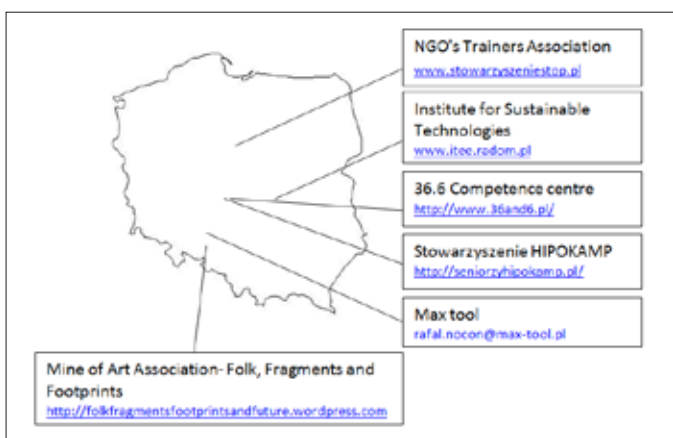 NGO's Trainers Association
www.stowarzyszeniestop.pl
Institute for Sustainable
Technologies
www.itee.radom.pl
36.6 Competence centre
http://www.36and6.pl/
Stowarzyszenie HIPOKAMP
http://seniorzyhipokamp.pl/
Max tool
rafal.nocon@max-tool.pl
Mine of Art Association- Folk, Fragments and
Footprints
http://folkfragmentsfootprintsandfuture.wordpress.com